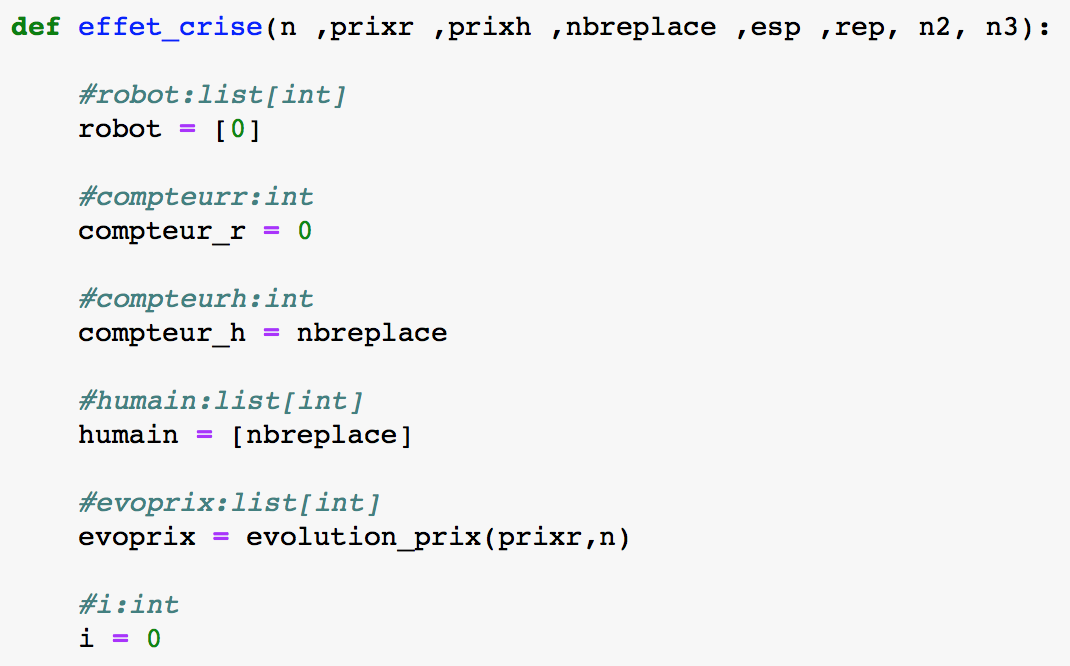 def effet_crise(n ,prixr ,prixh ,nbreplace ,esp ,rep, n2, n3):
#robot:list[int]
robot = [0]
#compteurr:int
compteur_r = 0
#compteurh:int
compteur_h = nbreplace
#humain:list[int]
humain = [nbreplace]
#evoprix:list[int]
evoprix = evolution_prix(prixr,n)
#i:int
i = 0